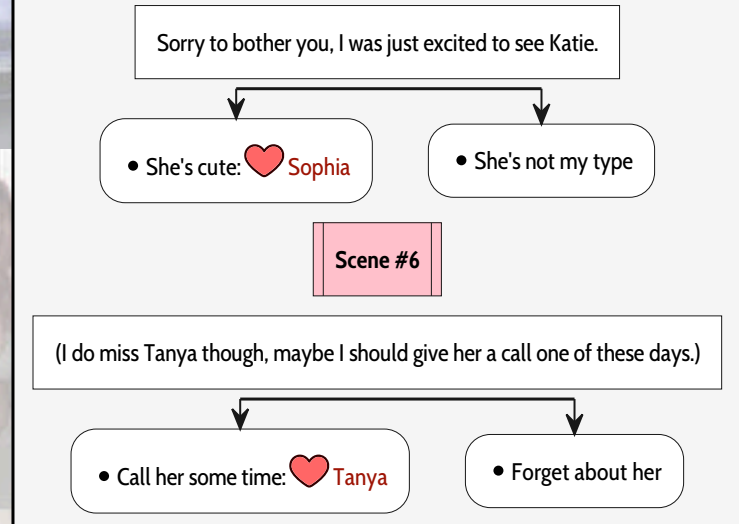 Sorry to bother you, I was just excited to see Katie.
• She's cute: Sophia
• She's not my type
Scene #6
(I do miss Tanya though, maybe I should give her a call one of these days.)
• Call her some time: Tanya
• Forget about her